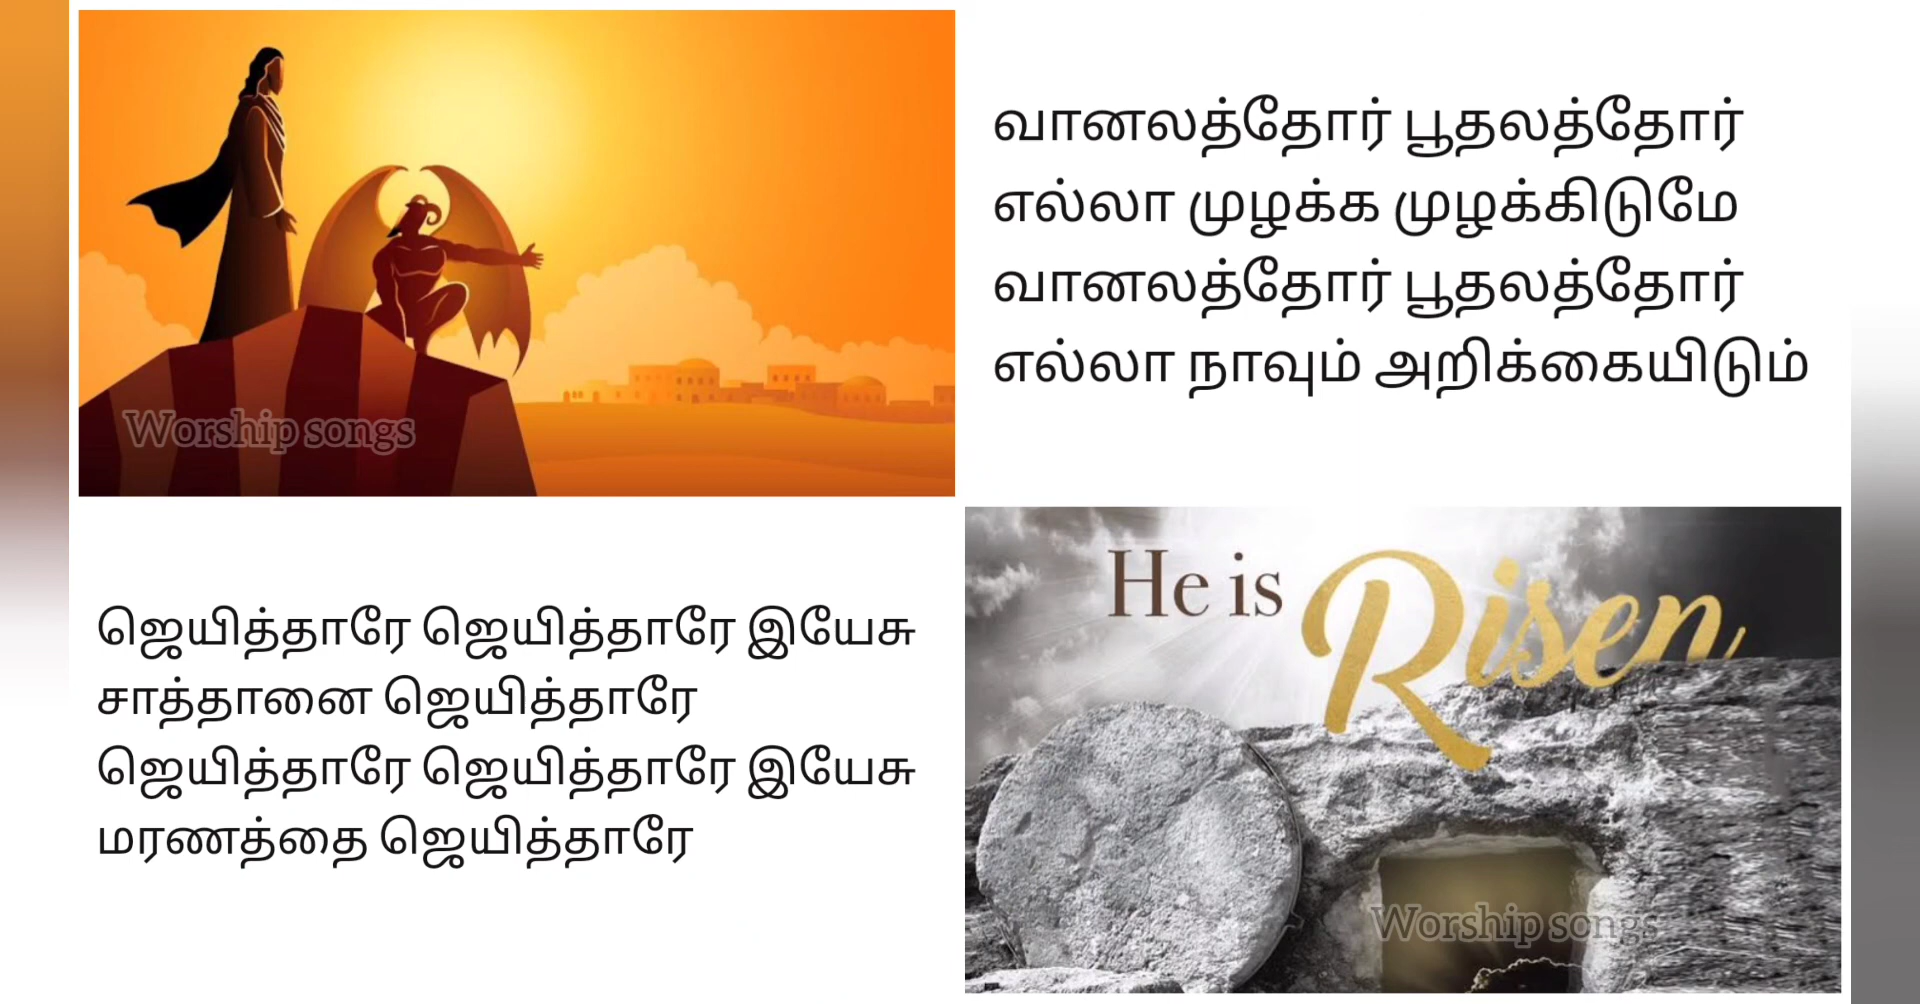 Worship songs
வானலத்தோர் பூதலத்தோர்
எல்லா முழக்க முழக்கிடுமே
வானலத்தோர் பூதலத்தோர்
எல்லா நாவும் அறிக்கையிடும்
ஜெயித்தாரே ஜெயித்தாரே இயேசு
சாத்தானை ஜெயித்தாரே
ஜெயித்தாரே ஜெயித்தாரே இயேசு
மரணத்தை ஜெயித்தாரே
He is Risen
Worship songs